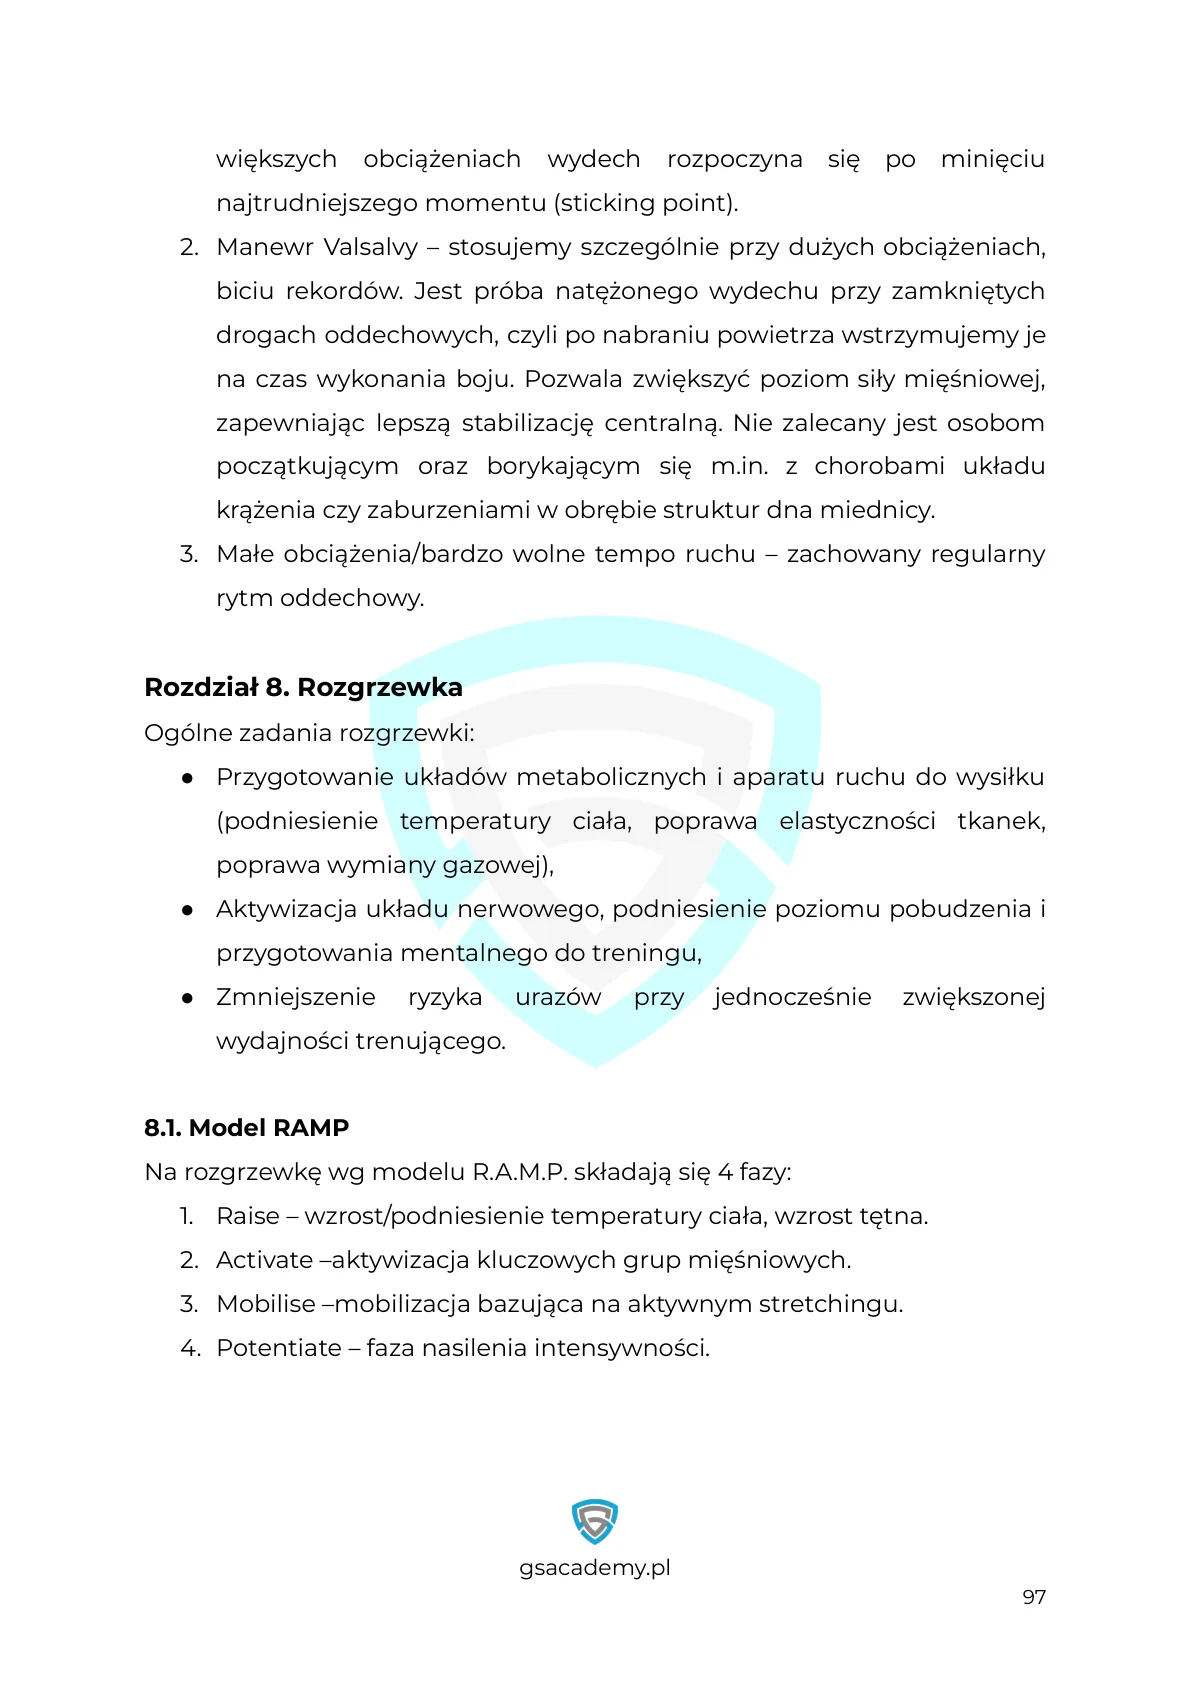 większych obciążeniach wydech rozpoczyna się po minięciu
najtrudniejszego momentu (sticking point).
2. Manewr Valsalvy – stosujemy szczególnie przy dużych obciążeniach,
biciu rekordów. Jest próba natężonego wydechu przy zamkniętych
drogach oddechowych, czyli po nabraniu powietrza wstrzymujemy je
na czas wykonania boju. Pozwala zwiększyć poziom siły mięśniowej,
zapewniając lepszą stabilizację centralną. Nie zalecany jest osobom
początkującym oraz borykającym się m.in. z chorobami układu
krążenia czy zaburzeniami w obrębie struktur dna miednicy.
3. Małe obciążenia/bardzo wolne tempo ruchu – zachowany regularny
rytm oddechowy.
Rozdział 8. Rozgrzewka
Ogólne zadania rozgrzewki:
● Przygotowanie układów metabolicznych i aparatu ruchu do wysiłku
(podniesienie temperatury ciała, poprawa elastyczności tkanek,
poprawa wymiany gazowej),
● Aktywizacja układu nerwowego, podniesienie poziomu pobudzenia i
przygotowania mentalnego do treningu,
● Zmniejszenie ryzyka urazów przy jednocześnie zwiększonej
wydajności trenującego.
8.1. Model RAMP
Na rozgrzewkę wg modelu R.A.M.P. składają się 4 fazy:
1. Raise – wzrost/podniesienie temperatury ciała, wzrost tętna.
2. Activate –aktywizacja kluczowych grup mięśniowych.
3. Mobilise –mobilizacja bazująca na aktywnym stretchingu.
4. Potentiate – faza nasilenia intensywności.
gsacademy.pl
97